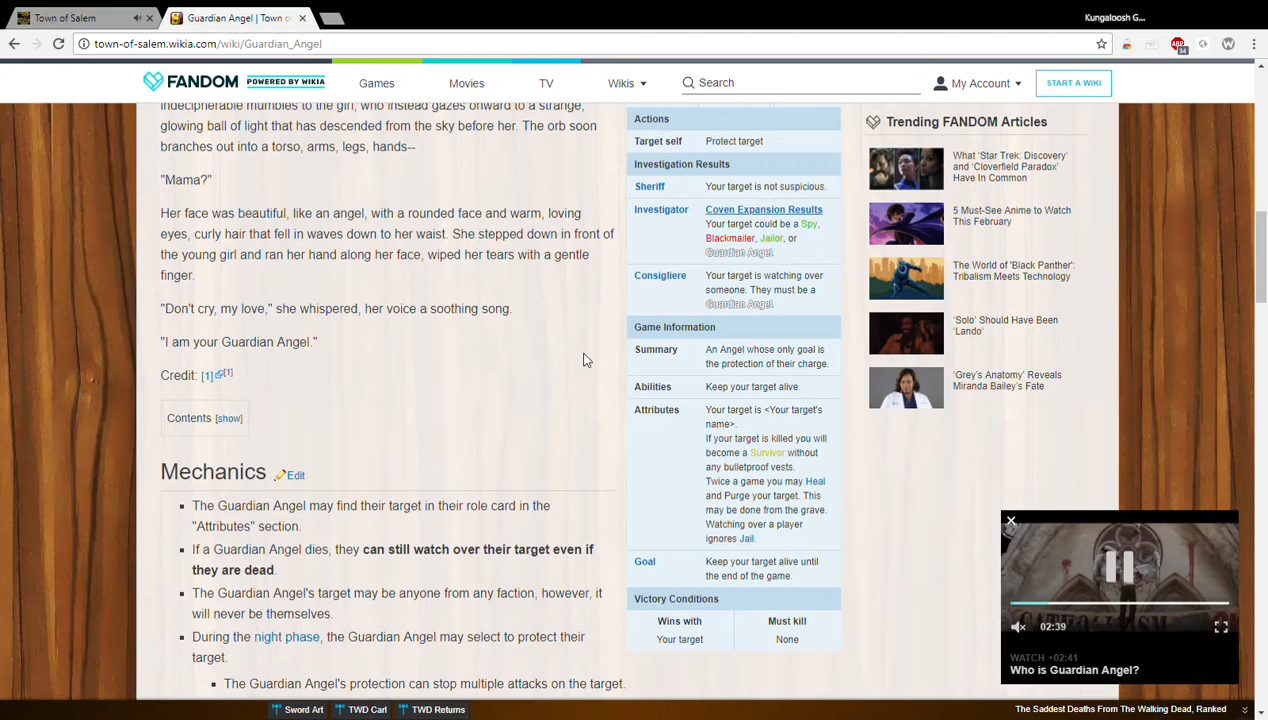 Town of Salem
Guardian Angel | Town o
Kungaloosh G...
town-of-salem.wikia.com/wiki/Guardian_Angel
34
FANDOM
POWERED BY WIKIA
Games
Movies
TV
Wikis
Search
My Account
START A WIKI
indecipherable mumbles to the girl, who instead gazes onward to a strange,
glowing ball of light that has descended from the sky before her. The orb soon
branches out into a torso, arms, legs, hands--
"Mama?"
Her face was beautiful, like an angel, with a rounded face and warm, loving
eyes, curly hair that fell in waves down to her waist. She stepped down in front of
the young girl and ran her hand along her face, wiped her tears with a gentle
finger.
"Don't cry, my love," she whispered, her voice a soothing song.
"I am your Guardian Angel."
Credit: [1] [1]
Contents [show]
Mechanics
Edit
The Guardian Angel may find their target in their role card in the
"Attributes" section.
If a Guardian Angel dies, they can still watch over their target even if
they are dead.
The Guardian Angel's target may be anyone from any faction, however, it
will never be themselves.
During the night phase, the Guardian Angel may select to protect their
target.
The Guardian Angel's protection can stop multiple attacks on the target.
Actions
Target self
Protect target
Investigation Results
Sheriff
Your target is not suspicious.
Investigator
Coven Expansion Results
Your target could be a Spy,
Blackmailer, Jailor, or
Guardian Angel.
Consigliere
Your target is watching over
someone. They must be a
Guardian Angel.
Game Information
Summary
An Angel whose only goal is
the protection of their charge.
Abilities
Keep your target alive.
Attributes
Your target is <Your target's
name>.
If your target is killed you will
become a Survivor without
any bulletproof vests.
Twice a game you may Heal
and Purge your target. This
may be done from the grave.
Watching over a player
ignores Jail.
Goal
Keep your target alive until
the end of the game.
Victory Conditions
Wins with
Must kill
Your target
None
Trending FANDOM Articles
What 'Star Trek: Discovery'
and 'Cloverfield Paradox'
Have In Common
5 Must-See Anime to Watch
This February
The World of 'Black Panther':
Tribalism Meets Technology
'Solo' Should Have Been
'Lando'
'Grey's Anatomy' Reveals
Miranda Bailey's Fate
02:39
WATCH • 02:41
Who is Guardian Angel?
Sword Art
TWD Carl
TWD Returns
The Saddest Deaths From The Walking Dead, Ranked